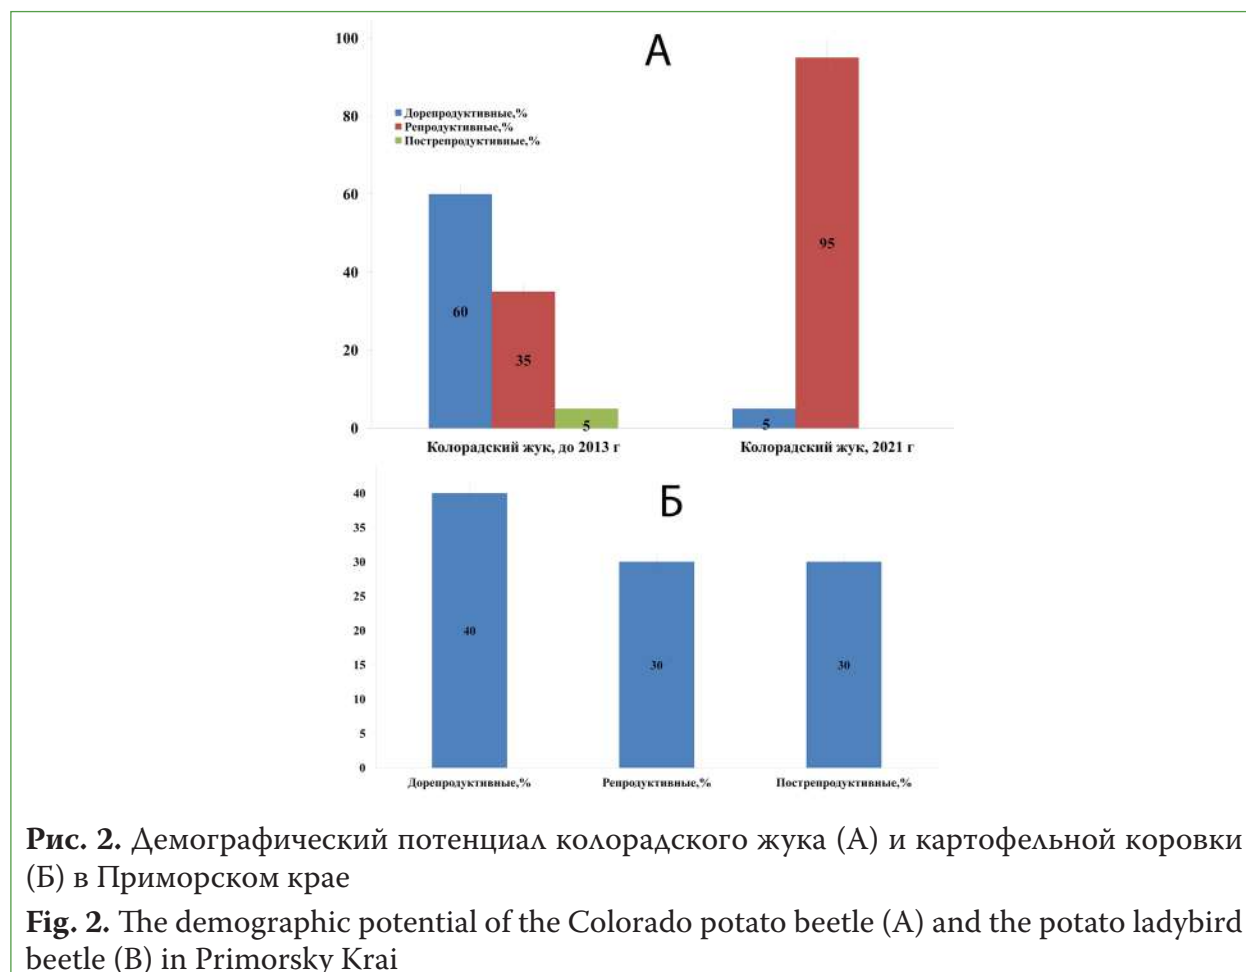 100
А
80
Дорепродуктивные,%
Репродуктивные,%
Пострепродуктивные,%
60
40
20
0
60
35
5
5
95
Колорадский жук, до 2013 г
Колорадский жук, 2021 г
Б
40
35
30
25
20
15
10
5
0
40
30
30
Дорепродуктивные,%
Репродуктивные,%
Пострепродуктивные,%
Рис. 2. Демографический потенциал колорадского жука (А) и картофельной коровки
(Б) в Приморском крае
Fig. 2. The demographic potential of the Colorado potato beetle (A) and the potato ladybird
beetle (B) in Primorsky Krai